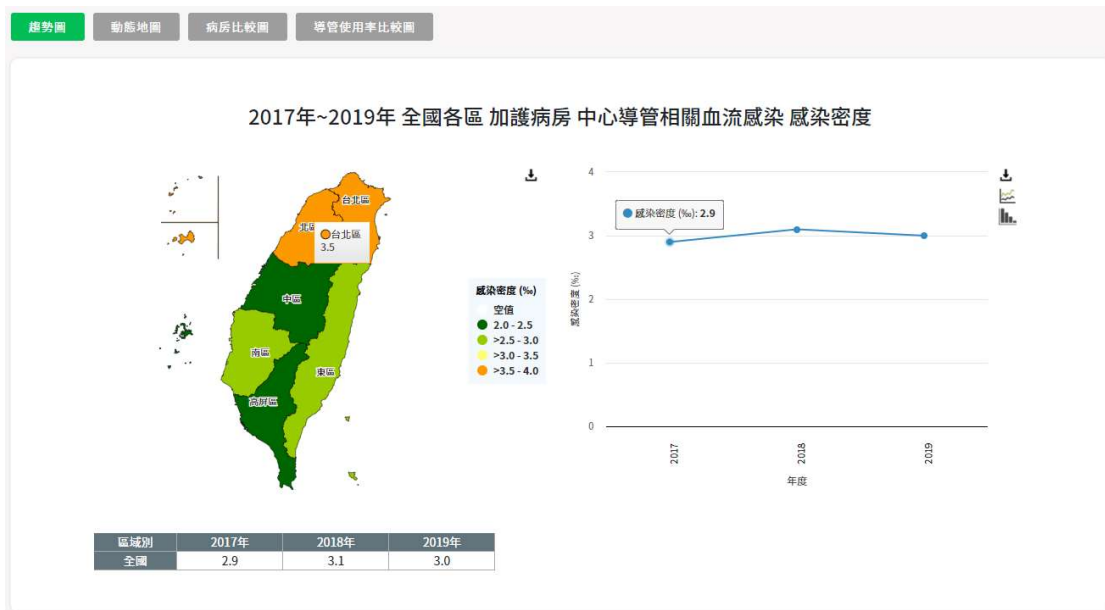 趨勢圖 動態地圖 病房比較圖 導管使用率比較圖
2017年~2019年 全國各區 加護病房 中心導管相關血流感染 感染密度
台北區
北區
台北區
3.5
中區
南區
東區
高屏區
感染密度 (‰)
空值
2.0 - 2.5
>2.5 - 3.0
>3.0 - 3.5
>3.5 - 4.0
感染密度 (‰)
4
3
2
1
0
感染密度 (‰): 2.9
2017 2018 2019
年度
區域別 2017年 2018年 2019年
全國 2.9 3.1 3.0